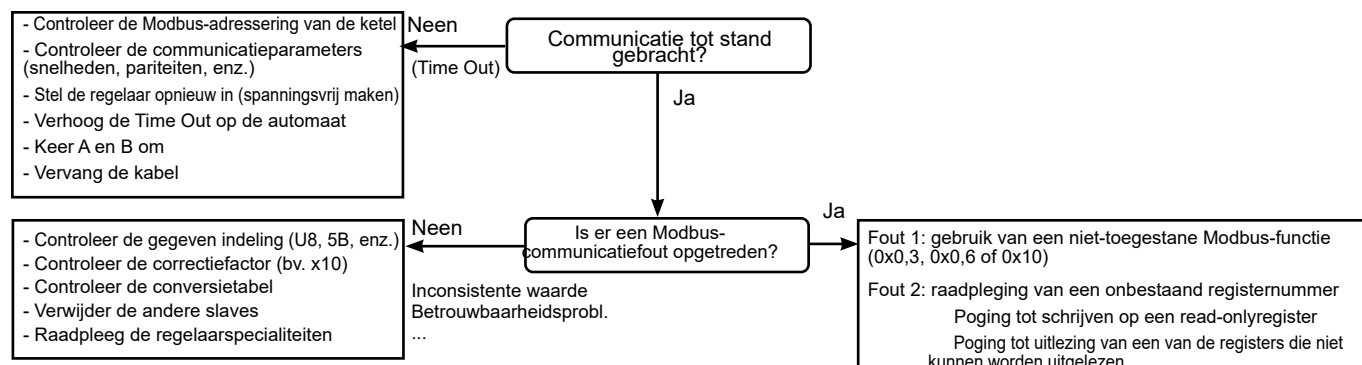 - Controleer de Modbus-adressering van de ketel
- Controleer de communicatieparameters
(snelheden, pariteiten, enz.)
- Stel de regelaar opnieuw in (spanningsvrij maken)
- Verhoog de Time Out op de automaat
- Keer A en B om
- Vervang de kabel
Neen
(Time Out)
Communicatie tot stand
gebracht?
Ja
- Controleer de gegeven indeling (U8, 5B, enz.)
- Controleer de correctiefactor (bv. x10)
- Controleer de conversietabel
- Verwijder de andere slaves
- Raadpleeg de regelaarspecialiteiten
Neen
Inconsistente waarde
Betrouwbaarheidsprobl.
...
Is er een Modbus-
communicatiefout opgetreden?
Ja
Fout 1: gebruik van een niet-toegestane Modbus-functie
(0x0,3, 0x0,6 of 0x10)
Fout 2: raadpleging van een onbestaand registernummer
Poging tot schrijven op een read-onlyregister
Poging tot uitlezing van een van de registers die niet
kunnen worden uitgelezen